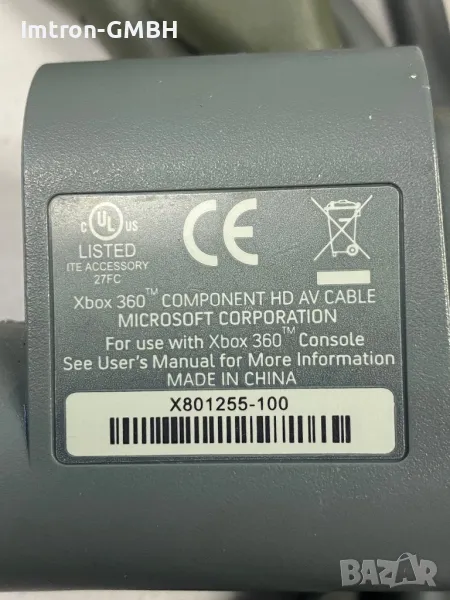 Imtron-GMBH
C UL US
LISTED
ITE ACCESSORY
27FC
CE
Xbox 360™ COMPONENT HD AV CABLE
MICROSOFT CORPORATION
For use with Xbox 360™ Console
See User's Manual for More Information
MADE IN CHINA
X801255-100
BAZAR